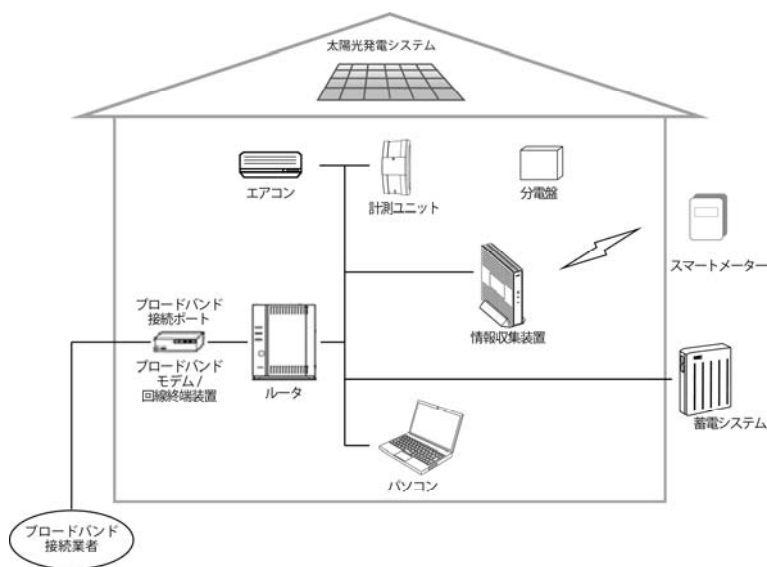 太陽光発電システム
エアコン
計測ユニット
分電盤
スマートメーター
情報収集装置
ブロードバンド
接続ポート
ブロードバンド
モデム /
回線終端装置
ルータ
蓄電システム
パソコン
ブロードバンド
接続業者